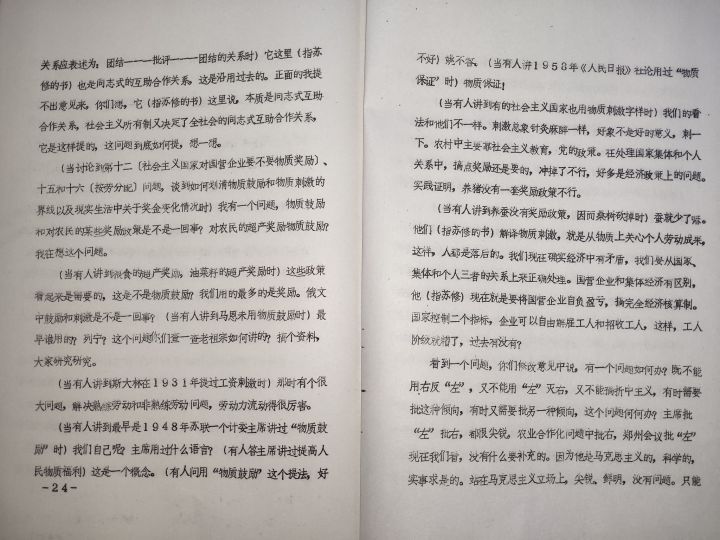 关系应表述为：团结——批评——团结的关系时）它这里（指苏
修的书）也是同志式的互助合作关系。这是沿用过去的。正面的我提
不出意见来，你们想，它（指苏修的书）这里说，本质是同志式互助
合作关系，社会主义所有制又决定了全社会的同志式互助合作关系，
它是这样提的，这问题到底如何提，想一想。
（当讨论到第十二〔社会主义国家对国营企业要不要物质奖励〕、
十五和十六〔按劳分配〕问题，谈到如何划清物质鼓励和物质刺激的
界线以及现实生活中关于奖金变化情况时）我有一个问题，物质鼓励
和对农民的某些奖励政策是不是一回事？对农民的超产奖励物质鼓励？
我在想这个问题。
（当有人讲到粮食的超产奖励，油菜籽的超产奖励时）这些政策
看起来是需要的，这是不是物质鼓励？我们用的最多的是奖励。俄文
中鼓励和刺激是不是一回事？（当有人讲到马恩未用物质鼓励时）最
早谁用的？列宁？这个问题你们查一查老祖宗如何讲的？搞个资料，
大家研究研究。
（当有人讲到斯大林在1931年提过工资刺激时）那时有个很
大问题，解决熟练劳动和非熟练劳动问题，劳动力流动得很厉害。
（当有人讲到最早是1948年苏联一个计委主席讲过“物质鼓
励”时）我们自己呢？主席用过什么语言？（有人答主席讲过提高人
民物质福利）这是一个概念。（有人问用“物质鼓励”这个提法，好
－24－
不好）姚不答。（当有人讲1958年《人民日报》社论用过“物质
保证”时）物质保证！
（当有人讲到有的社会主义国家也用物质刺激字样时）我们的看
法和他们不一样。刺激总象针灸麻醉一样，好象不是好的意义，刺一
下。农村中主要靠社会主义教育，党的政策。在处理国家集体和个人
关系中，搞点奖励还是要的，冲掉了不行，好多是经济政策上的问题。
实践证明，养猪没有一套奖励政策不行。
（当有人讲到养蚕没有奖励政策，因而桑树砍掉时）蚕就少了嘛。
他们（指苏修的书）解释物质刺激，就是从物质上关心个人劳动成果，
这样，人都是落后的。我们现在确实经济中有矛盾，我们要从国家、
集体和个人三者的关系上来正确处理。国营企业和集体经济有区别，
他（指苏修）现在就是要将国营企业自负盈亏，搞完全经济核算制。
国家控制二个指标，企业可以自由解雇工人和招收工人，这样，工人
阶级就糟了，过去有没有？
看到一个问题，你们修改意见中说，有一个问题如何办？既不能
用右反“左”，又不能用“左”灭右，又不能搞折中主义，有时需要
批这种倾向，有时又需要批另一种倾向，这个问题何何办？主席批
“左”批右，都很尖锐。农业合作化问题中批右，郑州会议批“左”
现在我们看，没有什么要补充的。因为他是马克思主义的，科学的，
实事求是的。站在马克思主义立场上，尖锐、鲜明，没有问题。只能